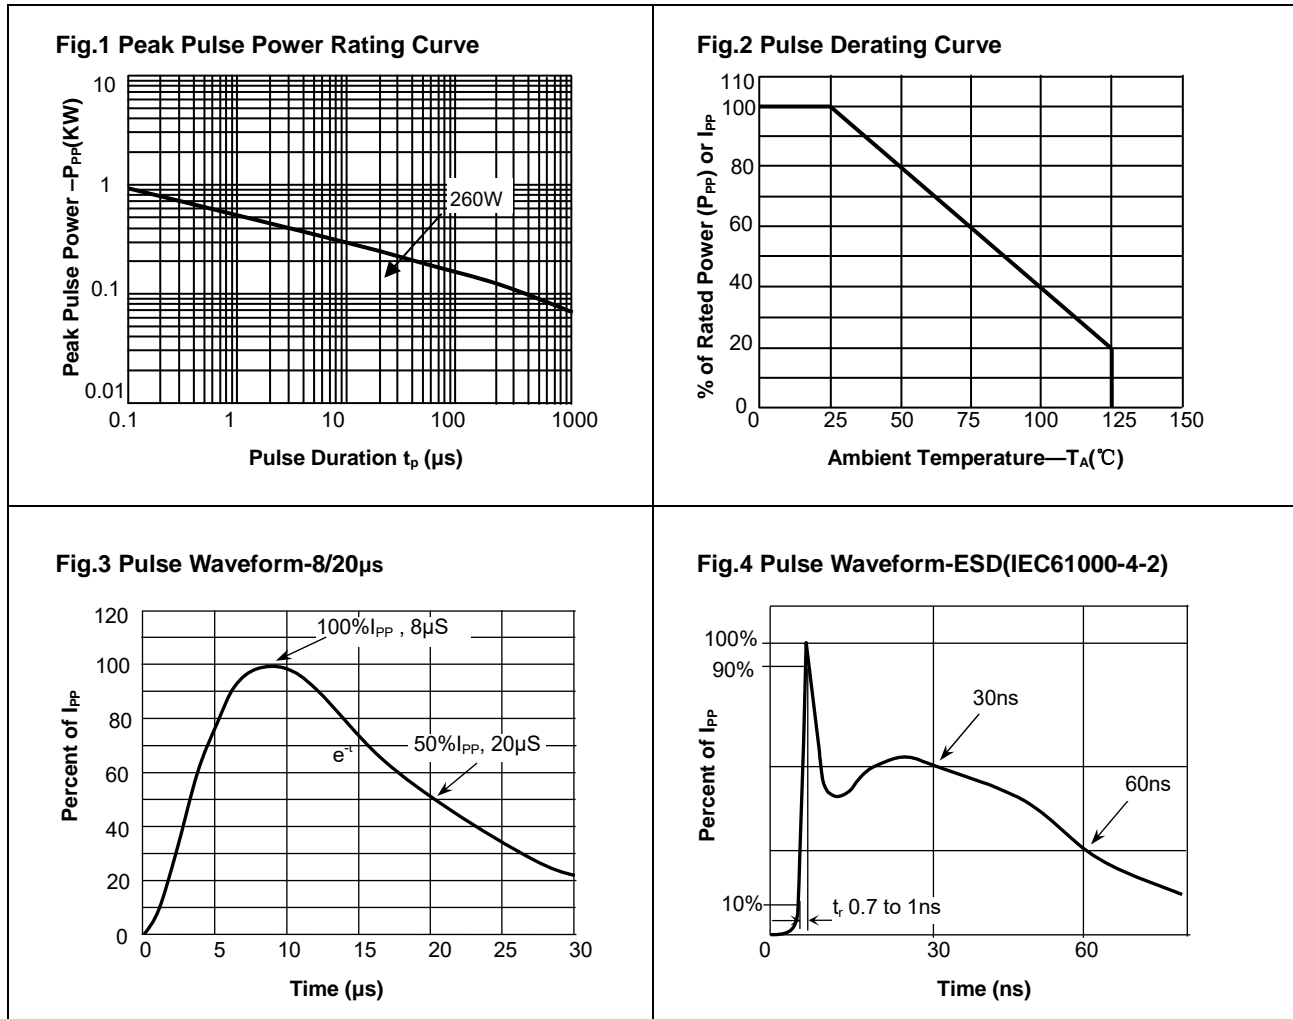 Fig.1 Peak Pulse Power Rating Curve
Peak Pulse Power –PPP(KW)
10
1
0.1
0.01
260W
0.1 1 10 100 1000
Pulse Duration tp (µs)
Fig.2 Pulse Derating Curve
% of Rated Power (PPP) or IPP
110
100
80
60
40
20
0
0 25 50 75 100 125 150
Ambient Temperature—TA(℃)
Fig.3 Pulse Waveform-8/20µs
Percent of IPP
120
100
80
60
40
20
0
100%IPP , 8µS
e-t
50%IPP, 20µS
0 5 10 15 20 25 30
Time (µs)
Fig.4 Pulse Waveform-ESD(IEC61000-4-2)
Percent of IPP
100%
90%
10%
30ns
60ns
tr 0.7 to 1ns
0 30 60
Time (ns)